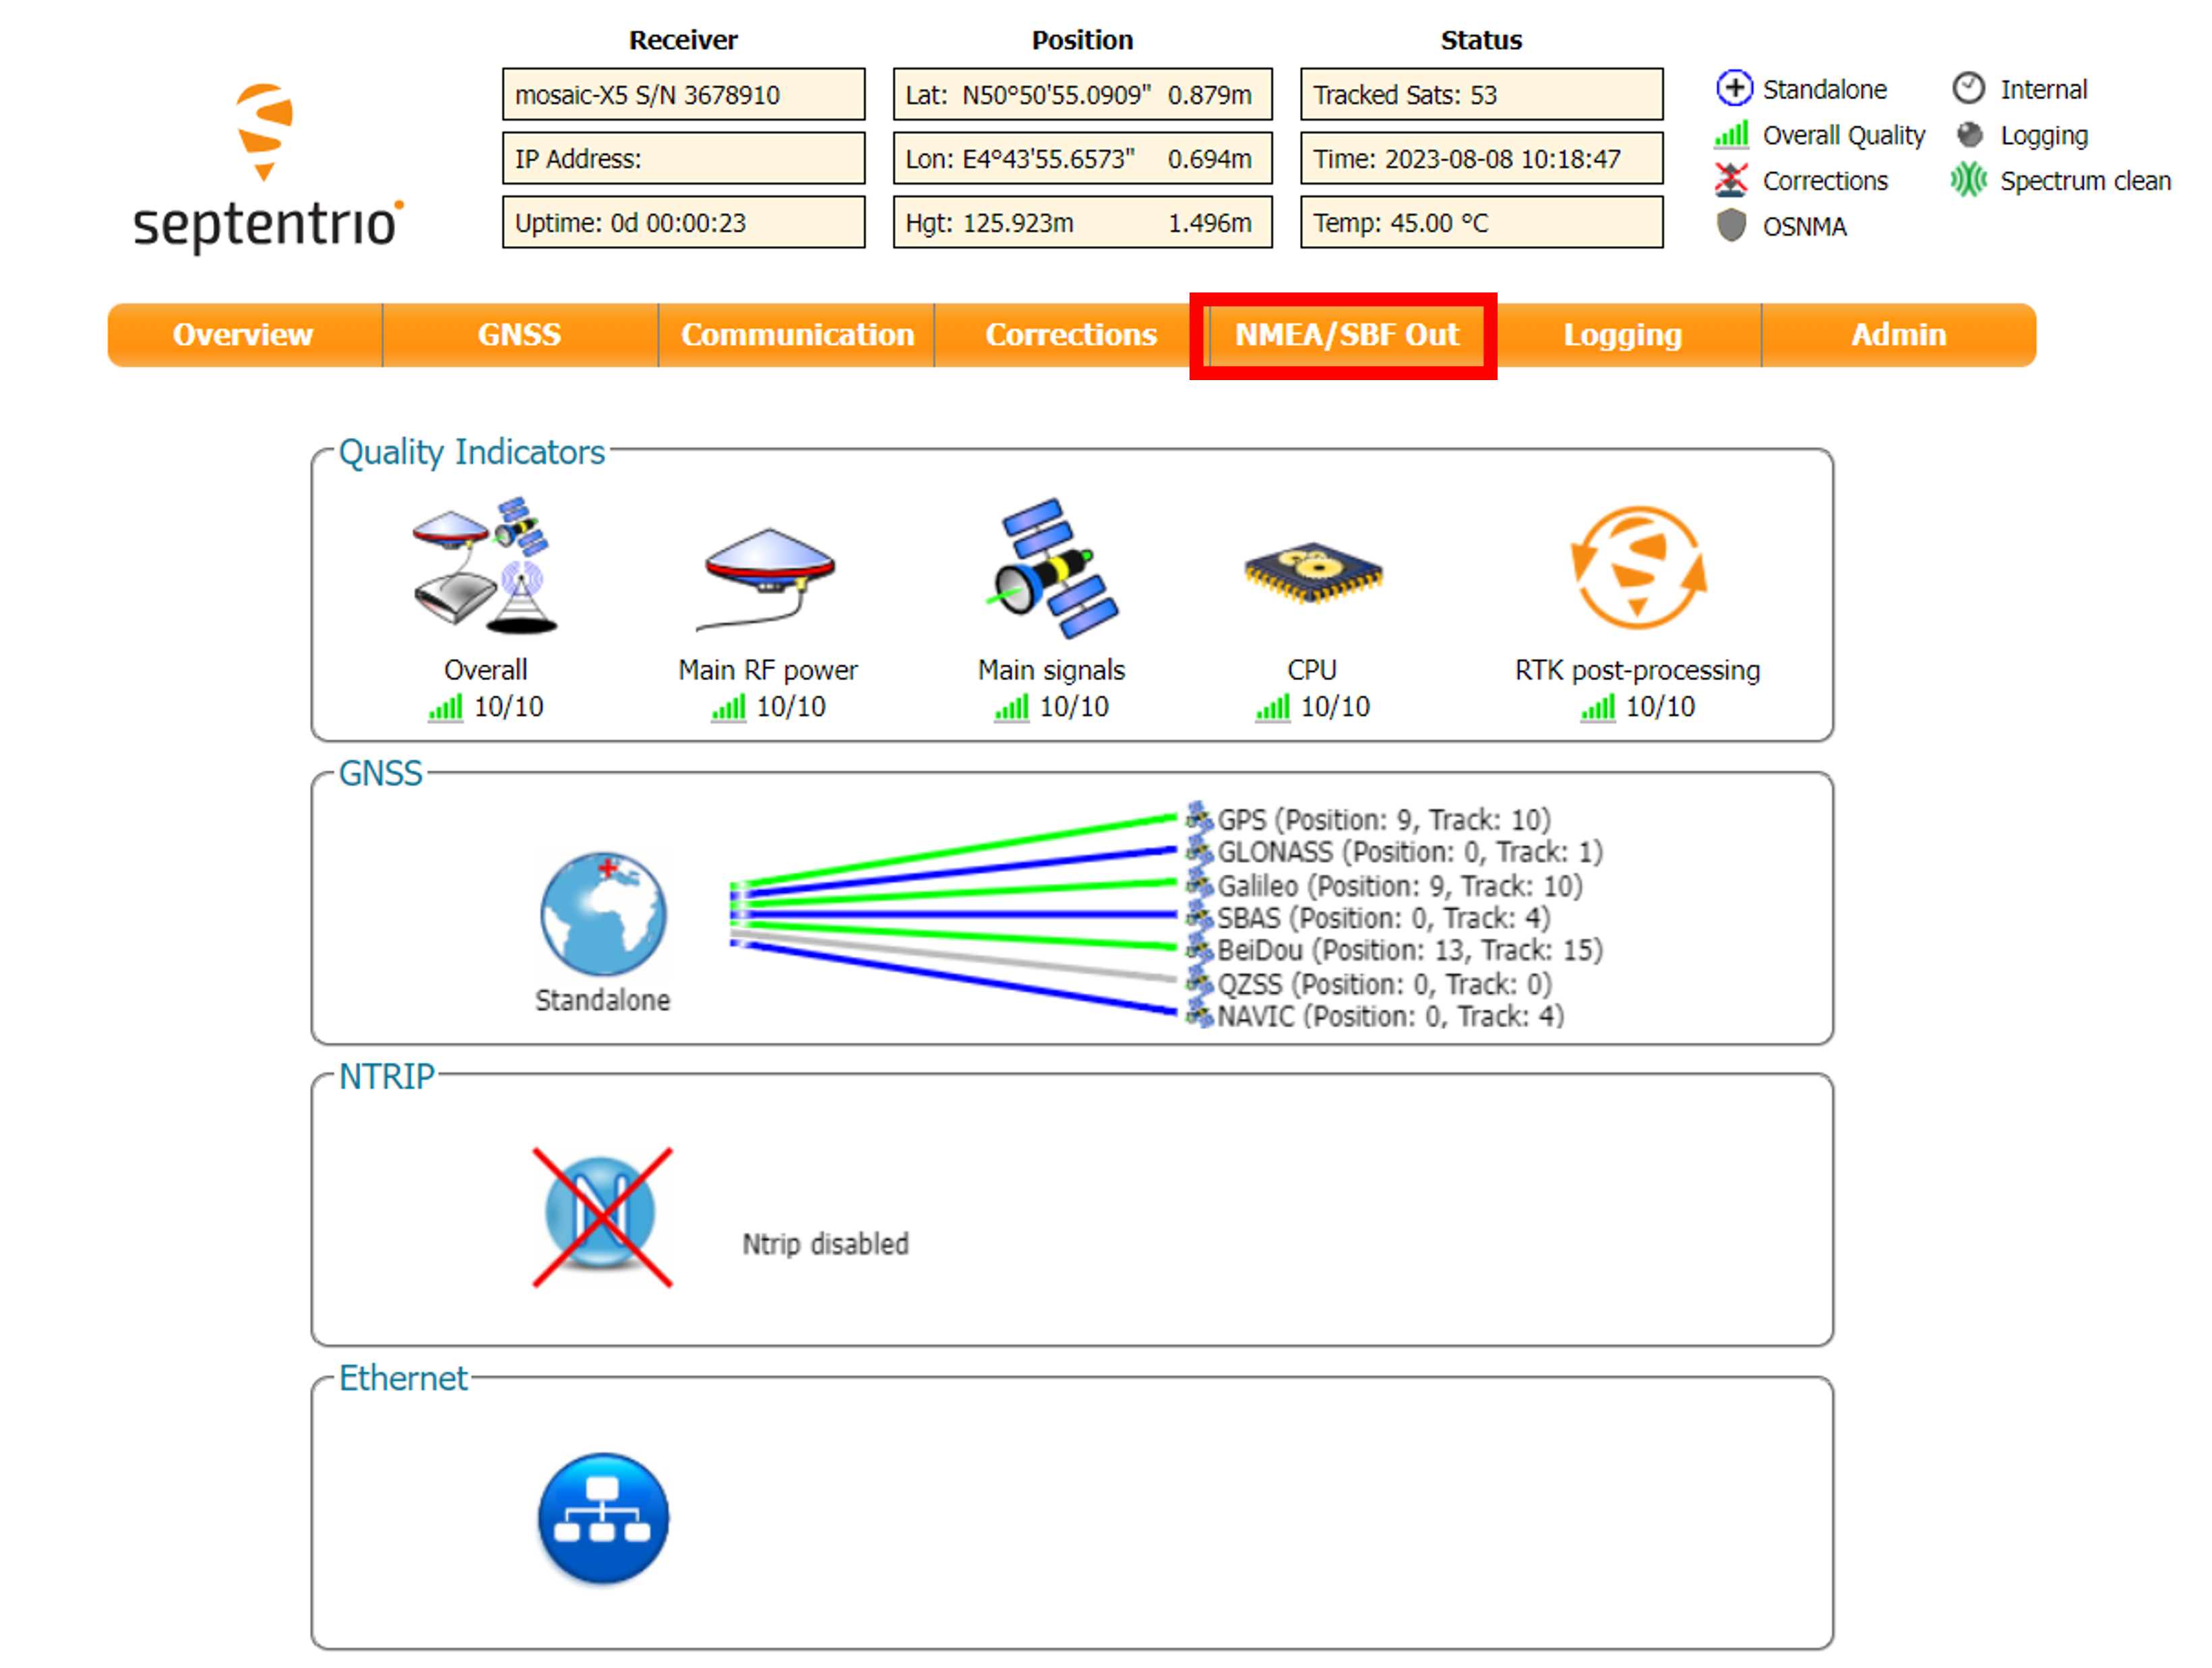 Receiver
Position
Status
septentrio
mosaic-X5 S/N 3678910
IP Address:
Uptime: 0d 00:00:23
Lat: N50°50'55.0909" 0.879m
Lon: E4°43'55.6573" 0.694m
Hgt: 125.923m 1.496m
Tracked Sats: 53
Time: 2023-08-08 10:18:47
Temp: 45.00 °C
Standalone
Overall Quality
Corrections
OSNMA
Internal
Logging
Spectrum clean
Overview GNSS Communication Corrections NMEA/SBF Out Logging Admin
Quality Indicators
Overall
10/10
Main RF power
10/10
Main signals
10/10
CPU
10/10
RTK post-processing
10/10
GNSS
Standalone
GPS (Position: 9, Track: 10)
GLONASS (Position: 0, Track: 1)
Galileo (Position: 9, Track: 10)
SBAS (Position: 0, Track: 4)
BeiDou (Position: 13, Track: 15)
QZSS (Position: 0, Track: 0)
NAVIC (Position: 0, Track: 4)
NTRIP
N
Ntrip disabled
Ethernet